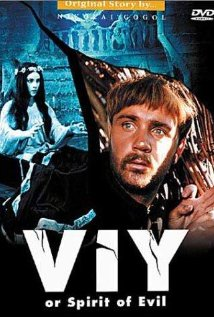 Original Story by...
NIKOLAI GOGOL
DVD
VIY
or Spirit of Evil